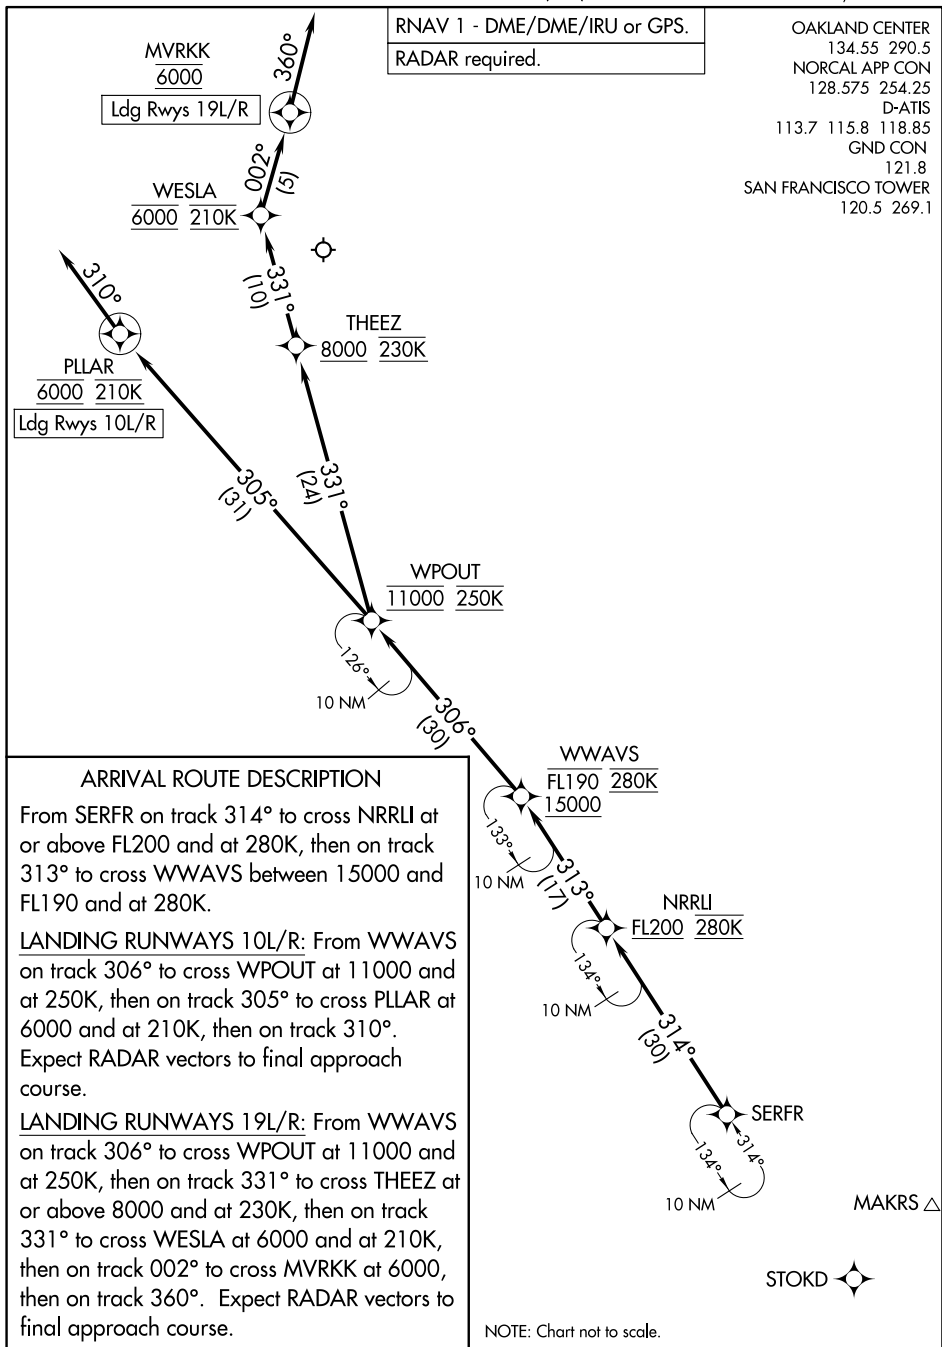 RNAV 1 - DME/DME/IRU or GPS.
RADAR required.
OAKLAND CENTER
134.55 290.5
NORCAL APP CON
128.575 254.25
D-ATIS
113.7 115.8 118.85
GND CON
121.8
SAN FRANCISCO TOWER
120.5 269.1
MVRKK
6000
Ldg Rwys 19L/R
360°
002°
(5)
WESLA
6000 210K
331°
(10)
310°
THEEZ
8000 230K
PLLAR
6000 210K
Ldg Rwys 10L/R
305°
(31)
331°
(24)
WPOUT
11000 250K
126°
10 NM
306°
(30)
WWAVS
FL190 280K
15000
133°
10 NM
313°
(17)
NRRLI
FL200 280K
134°
10 NM
314°
(30)
SERFR
134°
314°
10 NM
MAKRS
STOKD
ARRIVAL ROUTE DESCRIPTION
From SERFR on track 314° to cross NRRLI at
or above FL200 and at 280K, then on track
313° to cross WWAVS between 15000 and
FL190 and at 280K.
LANDING RUNWAYS 10L/R: From WWAVS
on track 306° to cross WPOUT at 11000 and
at 250K, then on track 305° to cross PLLAR at
6000 and at 210K, then on track 310°.
Expect RADAR vectors to final approach
course.
LANDING RUNWAYS 19L/R: From WWAVS
on track 306° to cross WPOUT at 11000 and
at 250K, then on track 331° to cross THEEZ at
or above 8000 and at 230K, then on track
331° to cross WESLA at 6000 and at 210K,
then on track 002° to cross MVRKK at 6000,
then on track 360°. Expect RADAR vectors to
final approach course.
NOTE: Chart not to scale.